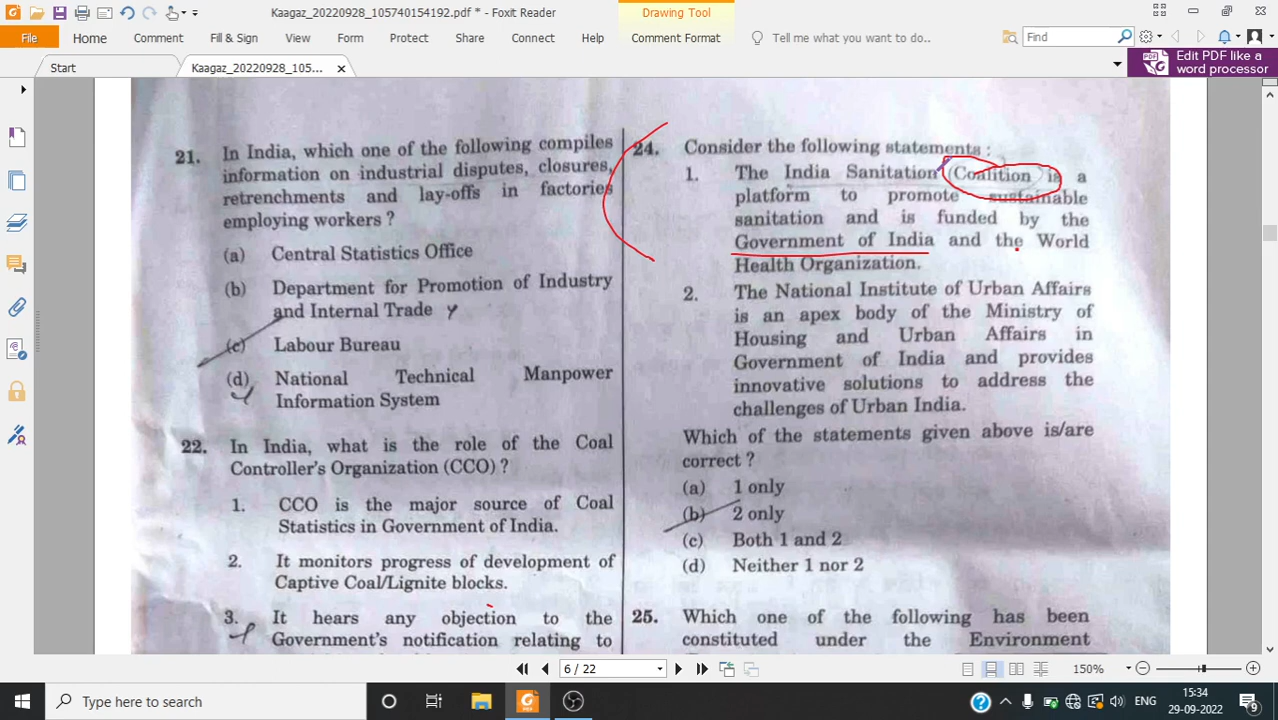 Kaagaz_20220928_105740154192.pdf * - Foxit Reader
Drawing Tool
File
Home
Comment
Fill & Sign
View
Form
Protect
Share
Connect
Help
Comment Format
Tell me what you want to do..
Find
Start
Kaagaz_20220928_105...
Edit PDF like a
word processor
21. In India, which one of the following compiles
information on industrial disputes, closures,
retrenchments and lay-offs in factories
employing workers ?
(a) Central Statistics Office
(b) Department for Promotion of Industry
and Internal Trade
(c) Labour Bureau
(d) National Technical Manpower
Information System
22. In India, what is the role of the Coal
Controller's Organization (CCO) ?
1. CCO is the major source of Coal
Statistics in Government of India.
2. It monitors progress of development of
Captive Coal/Lignite blocks.
3. It hears any objection to the
Government's notification relating to
24. Consider the following statements :
1. The India Sanitation Coalition is a
platform to promote sustainable
sanitation and is funded by the
Government of India and the World
Health Organization.
2. The National Institute of Urban Affairs
is an apex body of the Ministry of
Housing and Urban Affairs in
Government of India and provides
innovative solutions to address the
challenges of Urban India.
Which of the statements given above is/are
correct ?
(a) 1 only
(b) 2 only
(c) Both 1 and 2
(d) Neither 1 nor 2
25. Which one of the following has been
constituted under the Environment
6 / 22
150%
Type here to search
ENG
15:34
29-09-2022
9